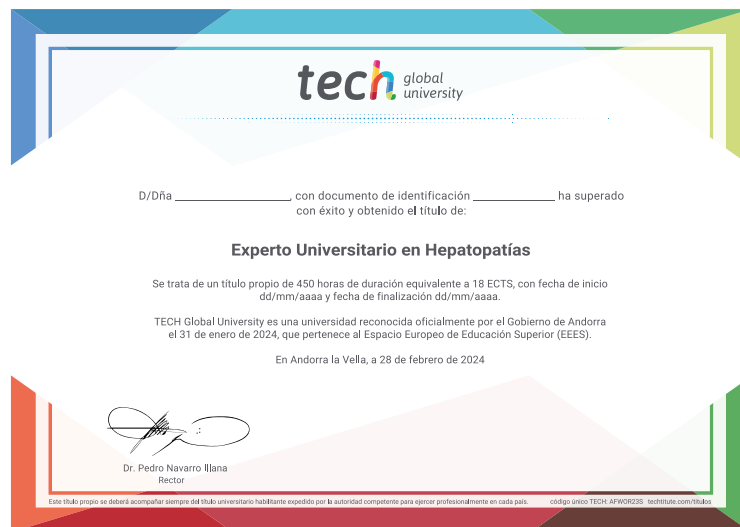 tech global university
D/Dña ______________, con documento de identificación ______________ ha superado
con éxito y obtenido el título de:
Experto Universitario en Hepatopatías
Se trata de un título propio de 450 horas de duración equivalente a 18 ECTS, con fecha de inicio
dd/mm/aaaa y fecha de finalización dd/mm/aaaa.
TECH Global University es una universidad reconocida oficialmente por el Gobierno de Andorra
el 31 de enero de 2024, que pertenece al Espacio Europeo de Educación Superior (EEES).
En Andorra la Vella, a 28 de febrero de 2024
Dr. Pedro Navarro Illana
Rector
Este título propio se deberá acompañar siempre del título universitario habilitante expedido por la autoridad competente para ejercer profesionalmente en cada país. código único TECH: AFWOR23S techtitute.com/titulos